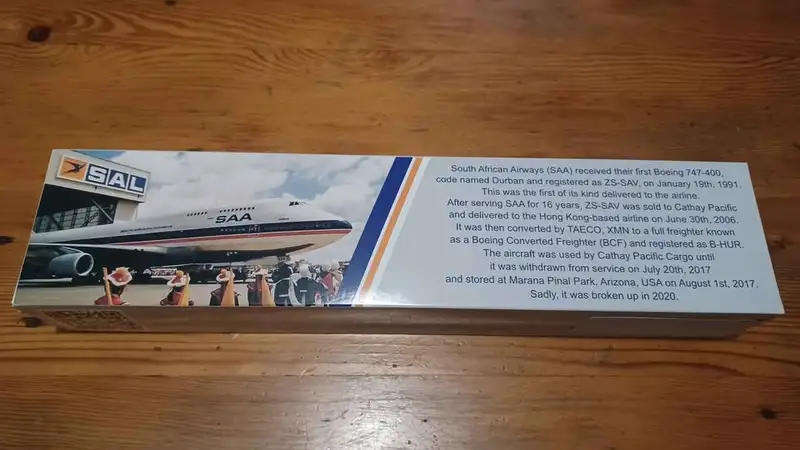 SAL
SAA
South African Airways (SAA) received their first Boeing 747-400,
code named Durban and registered as ZS-SAV, on January 19th, 1991.
This was the first of its kind delivered to the airline.
After serving SAA for 16 years, ZS-SAV was sold to Cathay Pacific
and delivered to the Hong Kong-based airline on June 30th, 2006.
It was then converted by TAECO, XMN to a full freighter known
as a Boeing Converted Freighter (BCF) and registered as B-HUR.
The aircraft was used by Cathay Pacific Cargo until
it was withdrawn from service on July 20th, 2017
and stored at Marana Pinal Park, Arizona, USA on August 1st, 2017.
Sadly, it was broken up in 2020.